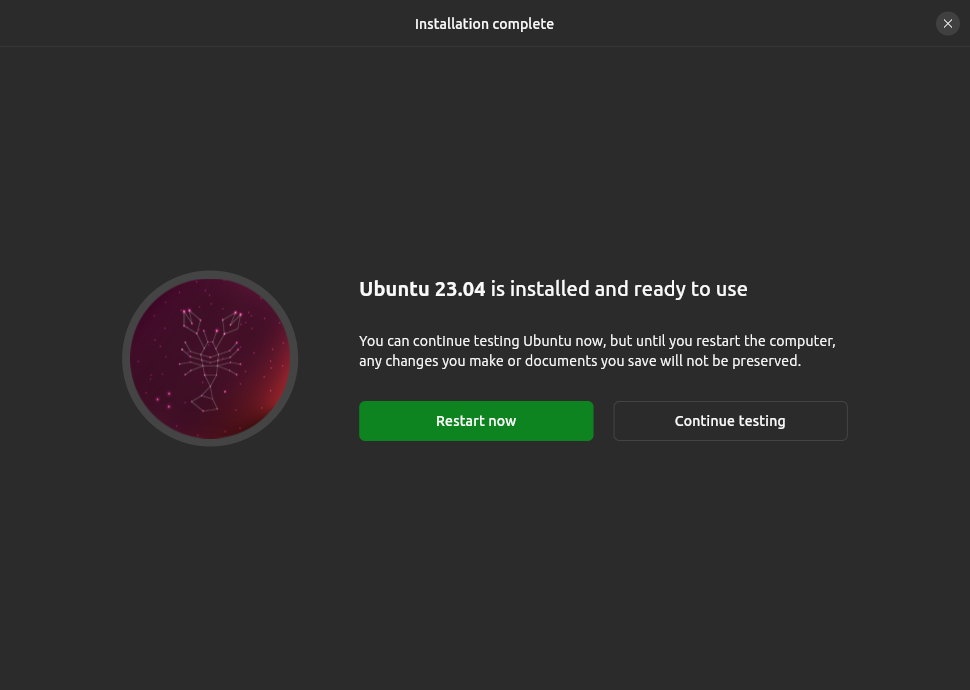 Installation complete
Ubuntu 23.04 is installed and ready to use
You can continue testing Ubuntu now, but until you restart the computer,
any changes you make or documents you save will not be preserved.
Restart now
Continue testing